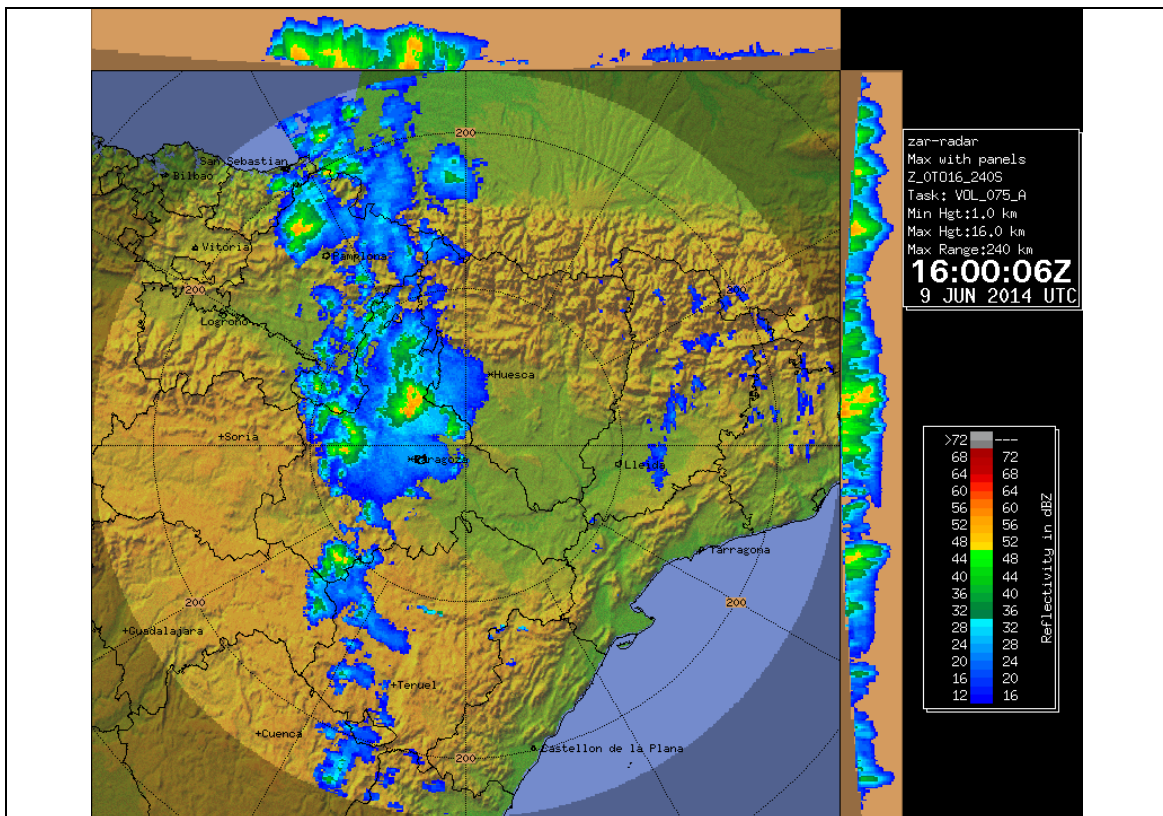 zar-radar
Max with panels
Z_0TO16_240S
Task: VOL_075_A
Min Hgt:1.0 km
Max Hgt:16.0 km
Max Range:240 km
16:00:06Z
9 JUN 2014 UTC
200
San Sebastian
Bilbao
Vitoria
Pamplona
200
200
Logroño
Huesca
Soria
Zaragoza
Lleida
Tarragona
200
200
Guadalajara
Teruel
Cuenca
Castellon de la Plana
200
>72 ---
68 72
64 68
60 64
56 60
52 56
48 52
44 48
40 44
36 40
32 36
28 32
24 28
20 24
16 20
12 16
Reflectivity in dBZ